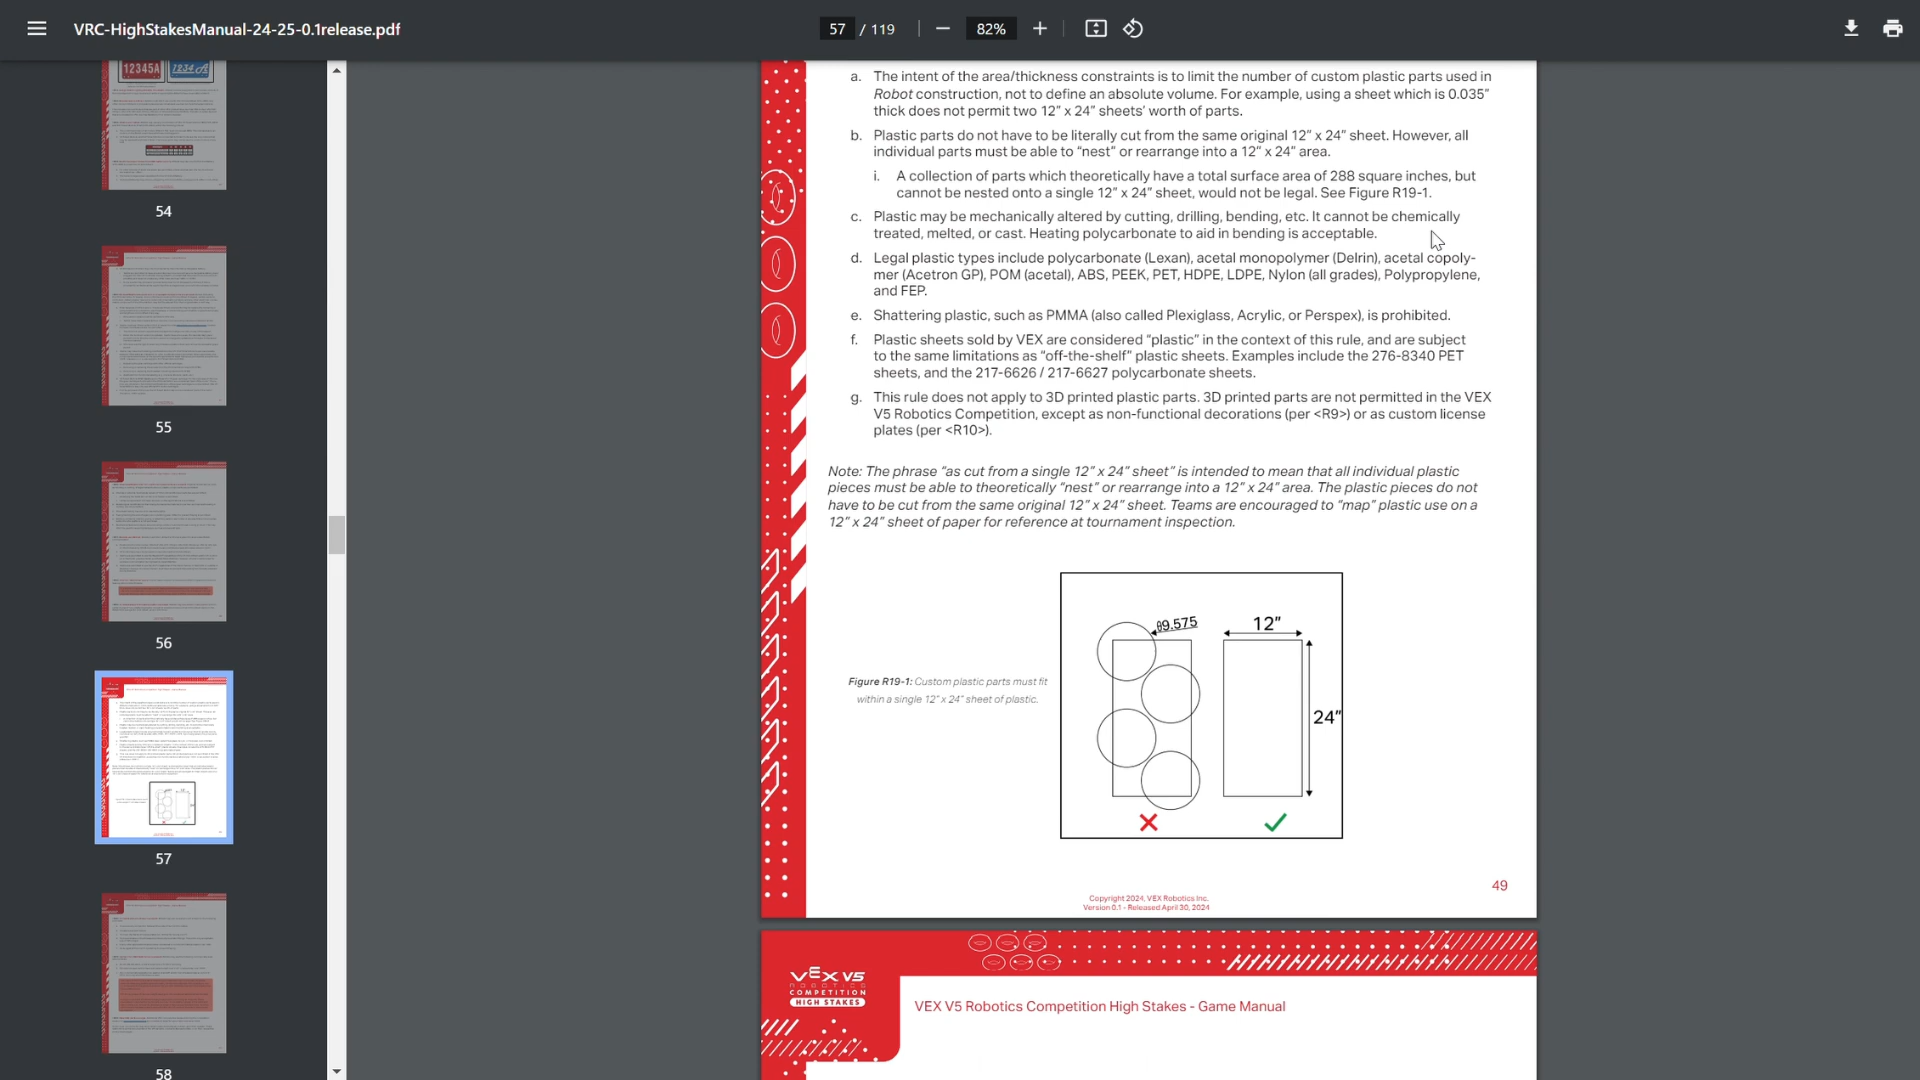 VRC-HighStakesManual-24-25-0.1release.pdf
57 / 119
82%
12345A
1234 A
54
55
56
57
58
a. The intent of the area/thickness constraints is to limit the number of custom plastic parts used in
Robot construction, not to define an absolute volume. For example, using a sheet which is 0.035”
thick does not permit two 12” x 24” sheets’ worth of parts.
b. Plastic parts do not have to be literally cut from the same original 12” x 24” sheet. However, all
individual parts must be able to “nest” or rearrange into a 12” x 24” area.
i. A collection of parts which theoretically have a total surface area of 288 square inches, but
cannot be nested onto a single 12” x 24” sheet, would not be legal. See Figure R19-1.
c. Plastic may be mechanically altered by cutting, drilling, bending, etc. It cannot be chemically
treated, melted, or cast. Heating polycarbonate to aid in bending is acceptable.
d. Legal plastic types include polycarbonate (Lexan), acetal monopolymer (Delrin), acetal copoly-
mer (Acetron GP), POM (acetal), ABS, PEEK, PET, HDPE, LDPE, Nylon (all grades), Polypropylene,
and FEP.
e. Shattering plastic, such as PMMA (also called Plexiglass, Acrylic, or Perspex), is prohibited.
f. Plastic sheets sold by VEX are considered “plastic” in the context of this rule, and are subject
to the same limitations as “off-the-shelf” plastic sheets. Examples include the 276-8340 PET
sheets, and the 217-6626 / 217-6627 polycarbonate sheets.
g. This rule does not apply to 3D printed plastic parts. 3D printed parts are not permitted in the VEX
V5 Robotics Competition, except as non-functional decorations (per <R9>) or as custom license
plates (per <R10>).
Note: The phrase “as cut from a single 12” x 24” sheet” is intended to mean that all individual plastic
pieces must be able to theoretically “nest” or rearrange into a 12” x 24” area. The plastic pieces do not
have to be cut from the same original 12” x 24” sheet. Teams are encouraged to “map” plastic use on a
12” x 24” sheet of paper for reference at tournament inspection.
θ9.575
12”
24”
Figure R19-1: Custom plastic parts must fit
within a single 12” x 24” sheet of plastic.
49
Copyright 2024, VEX Robotics Inc.
Version 0.1 - Released April 30, 2024
VEX V5
ROBOTICS
COMPETITION
HIGH STAKES
VEX V5 Robotics Competition High Stakes - Game Manual